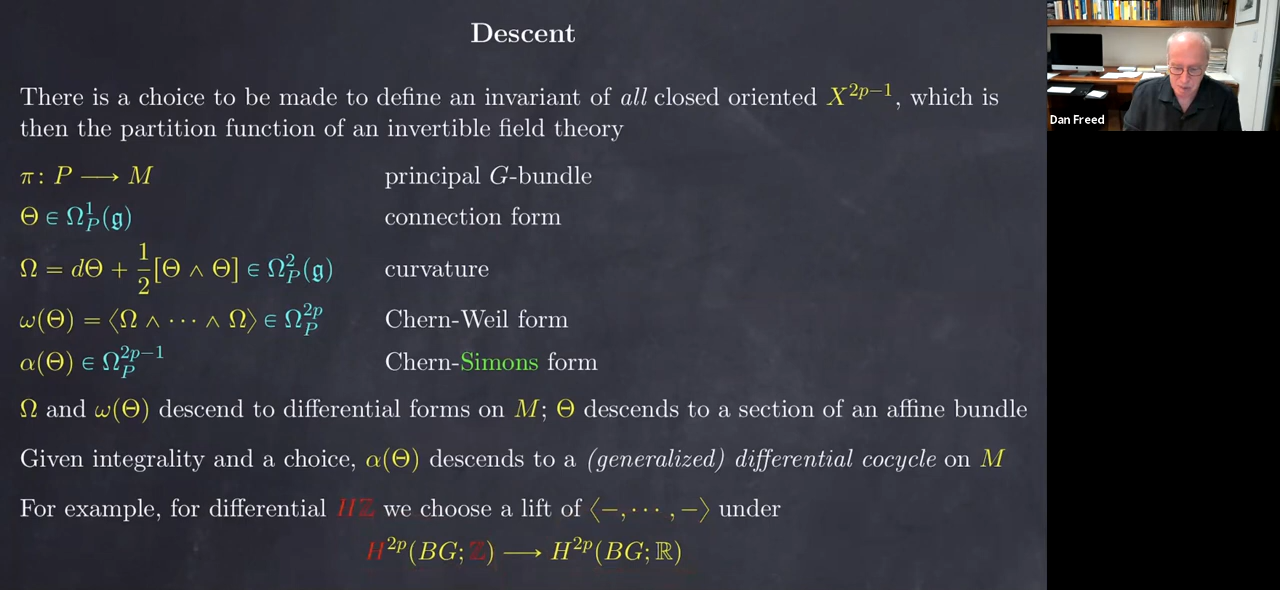 Descent
There is a choice to be made to define an invariant of all closed oriented X^{2p−1}, which is
then the partition function of an invertible field theory
π: P ⟶ M principal G-bundle
Θ ∈ Ω^1_P(𝔤) connection form
Ω = dΘ + 1/2[Θ ∧ Θ] ∈ Ω^2_P(𝔤) curvature
ω(Θ) = ⟨Ω ∧ ··· ∧ Ω⟩ ∈ Ω^{2p}_P Chern-Weil form
α(Θ) ∈ Ω^{2p−1}_P Chern-Simons form
Ω and ω(Θ) descend to differential forms on M; Θ descends to a section of an affine bundle
Given integrality and a choice, α(Θ) descends to a (generalized) differential cocycle on M
For example, for differential Hℤ we choose a lift of ⟨−,··· ,−⟩ under
H^{2p}(BG; ℤ) ⟶ H^{2p}(BG; ℝ)
Dan Freed